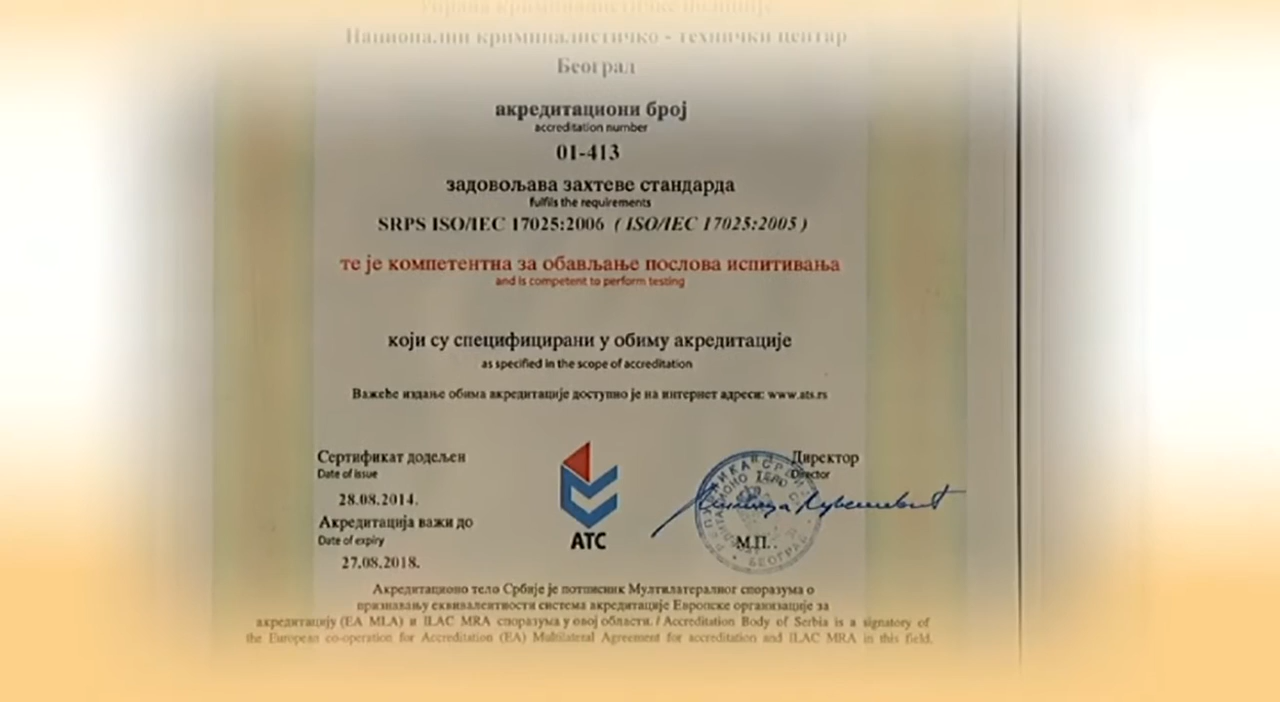 Управа криминалистичке полиције
Национални криминалистичко - технички центар
Београд
акредитациони број
accreditation number
01-413
задовољава захтеве стандарда
fulfils the requirements
SRPS ISO/IEC 17025:2006 ( ISO/IEC 17025:2005 )
те је компетентна за обављање послова испитивања
and is competent to perform testing
који су специфицирани у обиму акредитације
as specified in the scope of accreditation
Важеће издање обима акредитације доступно је на интернет адреси: www.ats.rs
Сертификат додељен
Date of issue
28.08.2014.
Акредитација важи до
Date of expiry
27.08.2018.
АТС
Директор
Director
М.П.
БЕОГРАД
Акредитационо тело Србије је потписник Мултилатералног споразума о
признавању еквивалентности система акредитације Европске организације за
акредитацију (EA MLA) и ILAC MRA споразума у овој области. / Accreditation Body of Serbia is a signatory of
the European co-operation for Accreditation (EA) Multilateral Agreement for accreditation and ILAC MRA in this field.